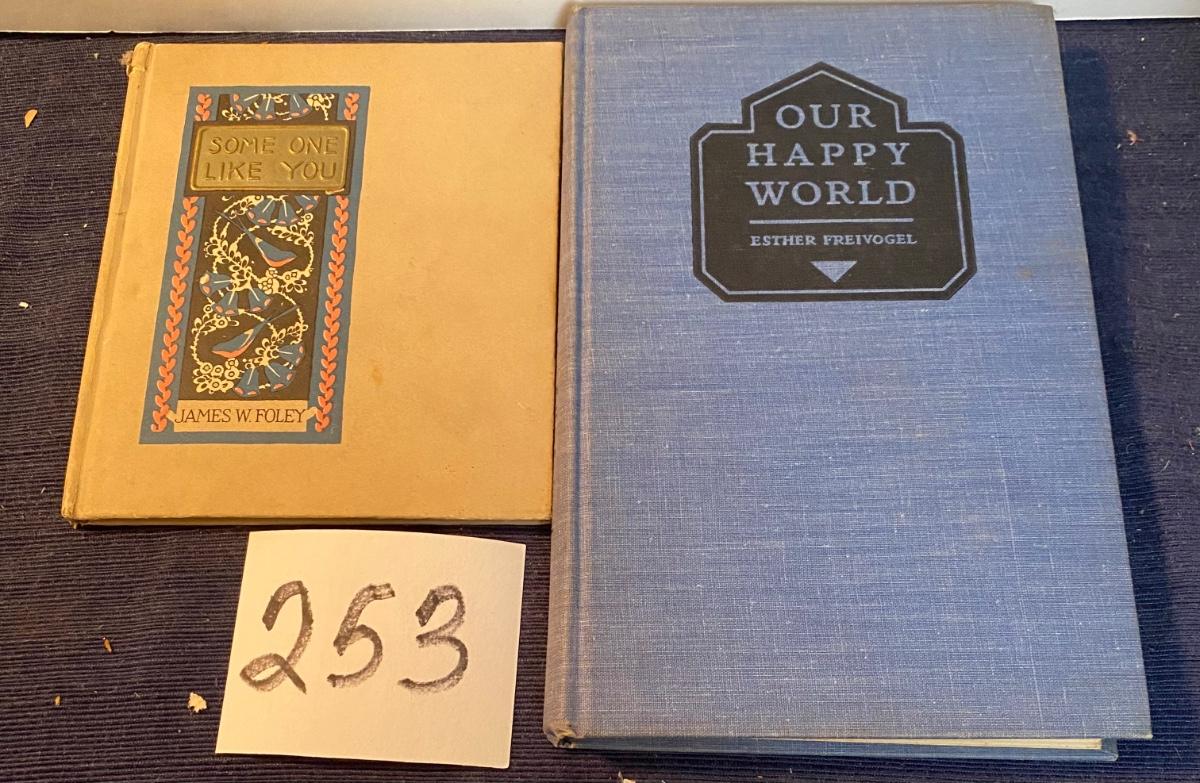 SOME ONE
LIKE YOU
JAMES W. FOLEY
OUR
HAPPY
WORLD
ESTHER FREIVOGEL
253